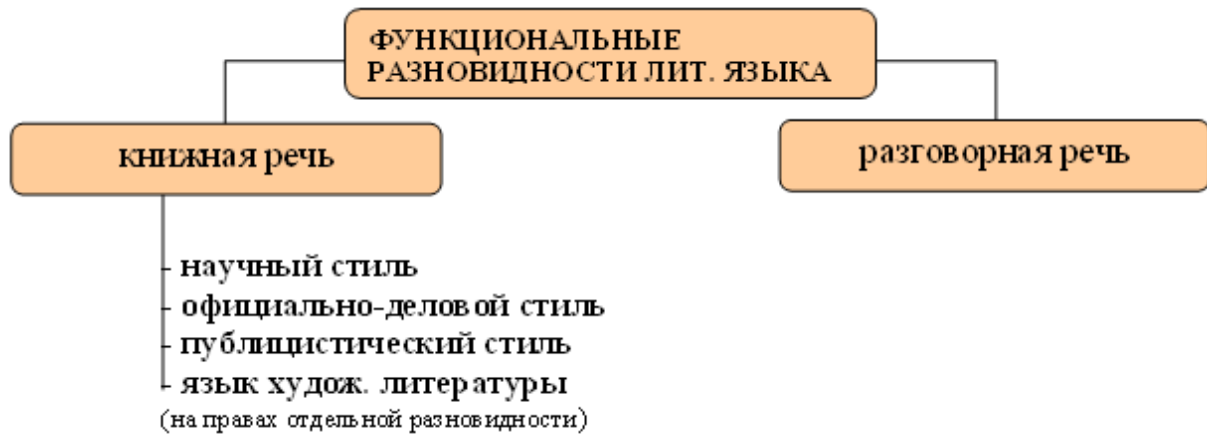 ФУНКЦИОНАЛЬНЫЕ
РАЗНОВИДНОСТИ ЛИТ. ЯЗЫКА
книжная речь
разговорная речь
- научный стиль
- официально-деловой стиль
- публицистический стиль
- язык худож. литературы
(на правах отдельной разновидности)